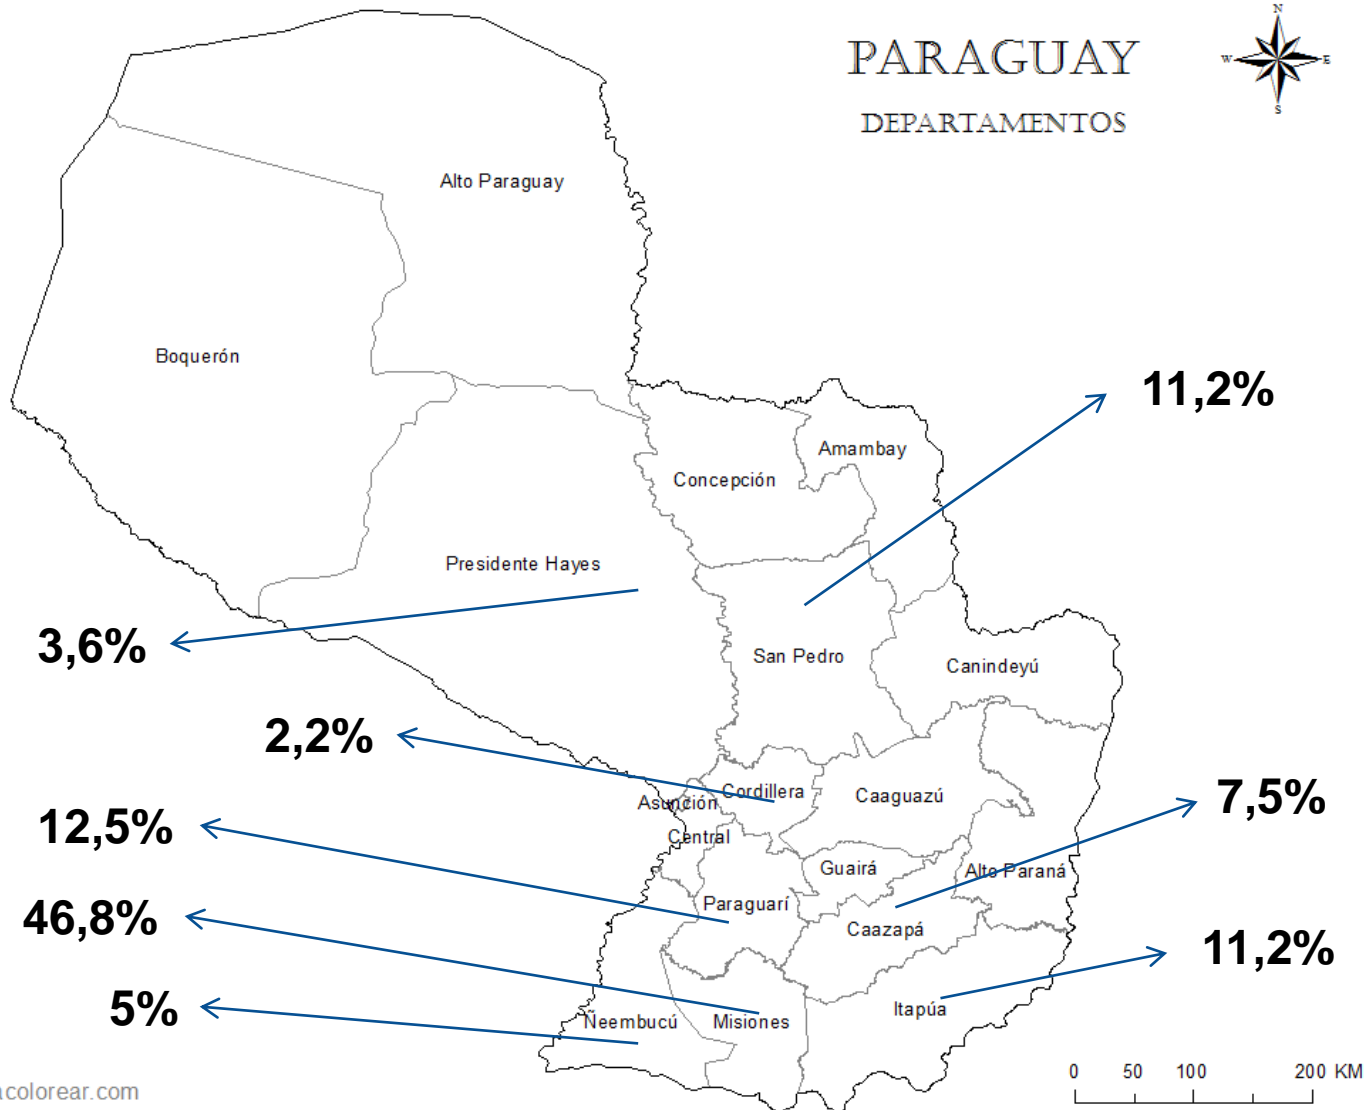 PARAGUAY
DEPARTAMENTOS
N
W
E
S
Alto Paraguay
Boquerón
11,2%
Amambay
Concepción
Presidente Hayes
3,6%
San Pedro
Canindeyú
2,2%
Cordillera
Asunción
Caaguazú
7,5%
12,5%
Central
Guairá
Alto Paraná
Paraguarí
46,8%
Caazapá
11,2%
5%
Ñeembucú
Misiones
Itapúa
0 50 100 200 KM
acolorear.com